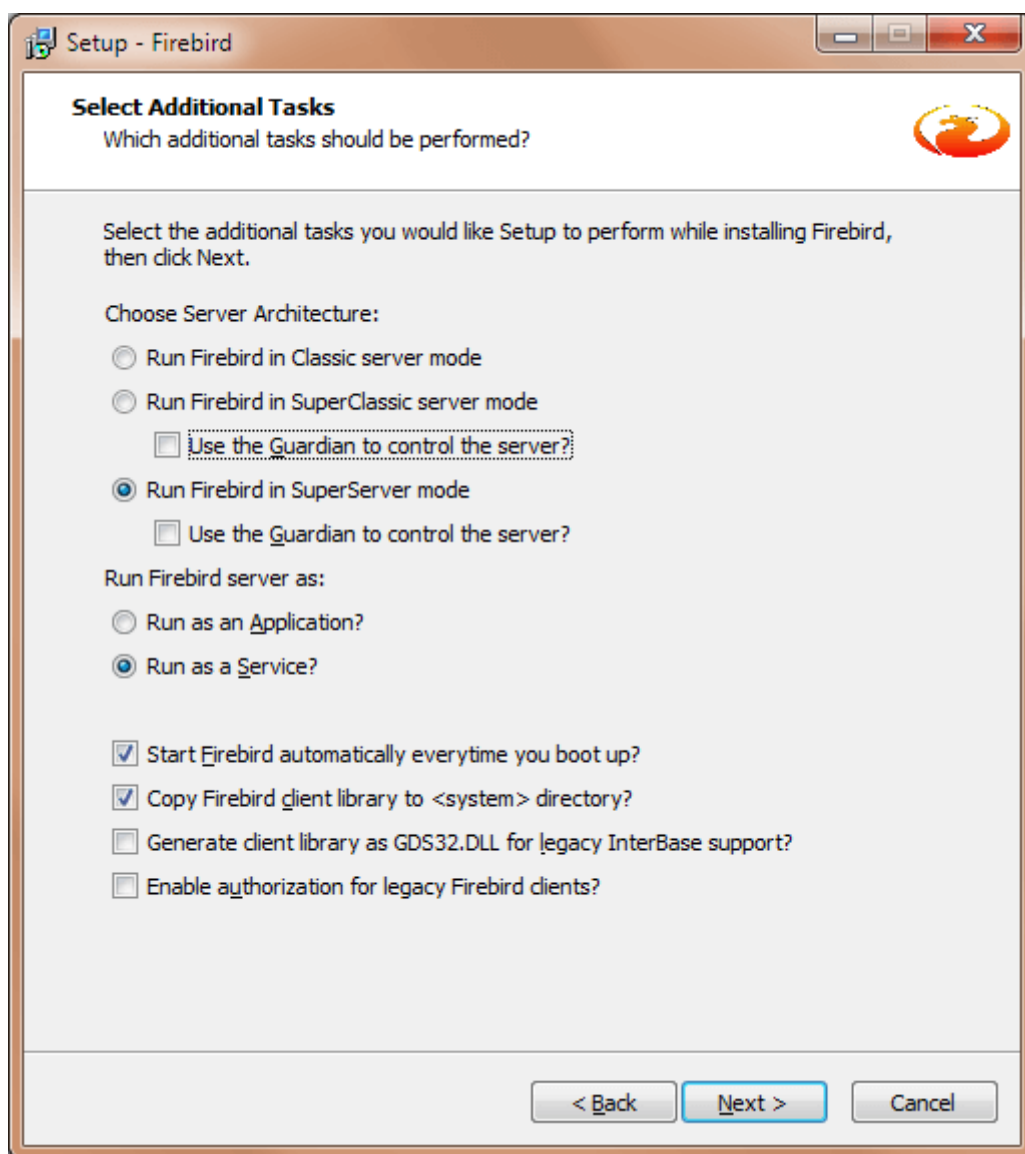 Setup - Firebird
Select Additional Tasks
Which additional tasks should be performed?
Select the additional tasks you would like Setup to perform while installing Firebird,
then click Next.
Choose Server Architecture:
Run Firebird in Classic server mode
Run Firebird in SuperClassic server mode
Use the Guardian to control the server?
Run Firebird in SuperServer mode
Use the Guardian to control the server?
Run Firebird server as:
Run as an Application?
Run as a Service?
Start Firebird automatically everytime you boot up?
Copy Firebird client library to <system> directory?
Generate client library as GDS32.DLL for legacy InterBase support?
Enable authorization for legacy Firebird clients?
< Back
Next >
Cancel